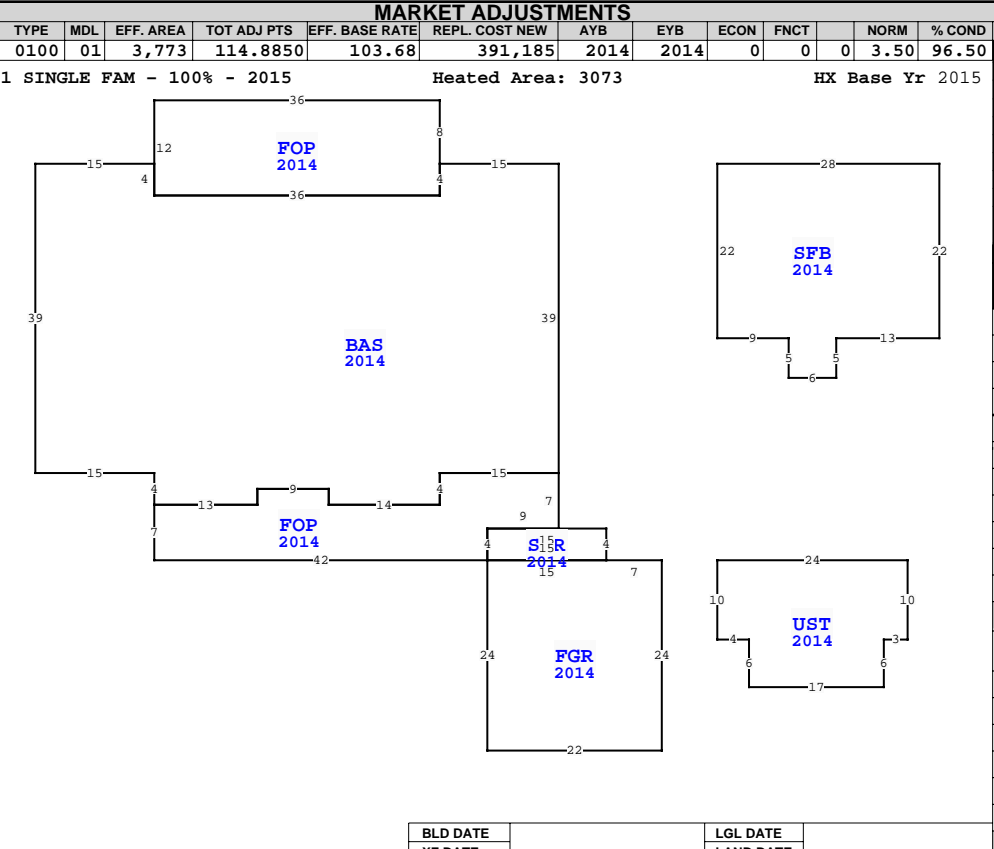 MARKET ADJUSTMENTS
TYPE MDL EFF. AREA TOT ADJ PTS EFF. BASE RATE REPL. COST NEW AYB EYB ECON FNCT NORM % COND
0100 01 3,773 114.8850 103.68 391,185 2014 2014 0 0 0 3.50 96.50
1 SINGLE FAM - 100% - 2015 Heated Area: 3073 HX Base Yr 2015
36
12 FOP 8
2014
15 4 36 4 15
28
22 SFB 22
2014
39 39
BAS
2014
9 5 6 5 13
15 4 13 9 14 4 15
7 FOP 7
2014
9
42
4 15 4
15
2014
15 7
24
10 UST 10
2014
4 6 17 6 3
24 FGR 24
2014
22
BLD DATE LGL DATE